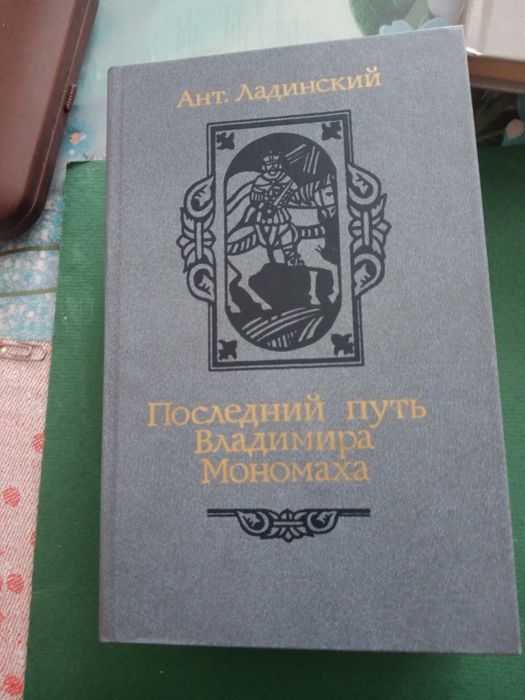 Ант. Ладинский
Последний путь
Владимира
Мономаха